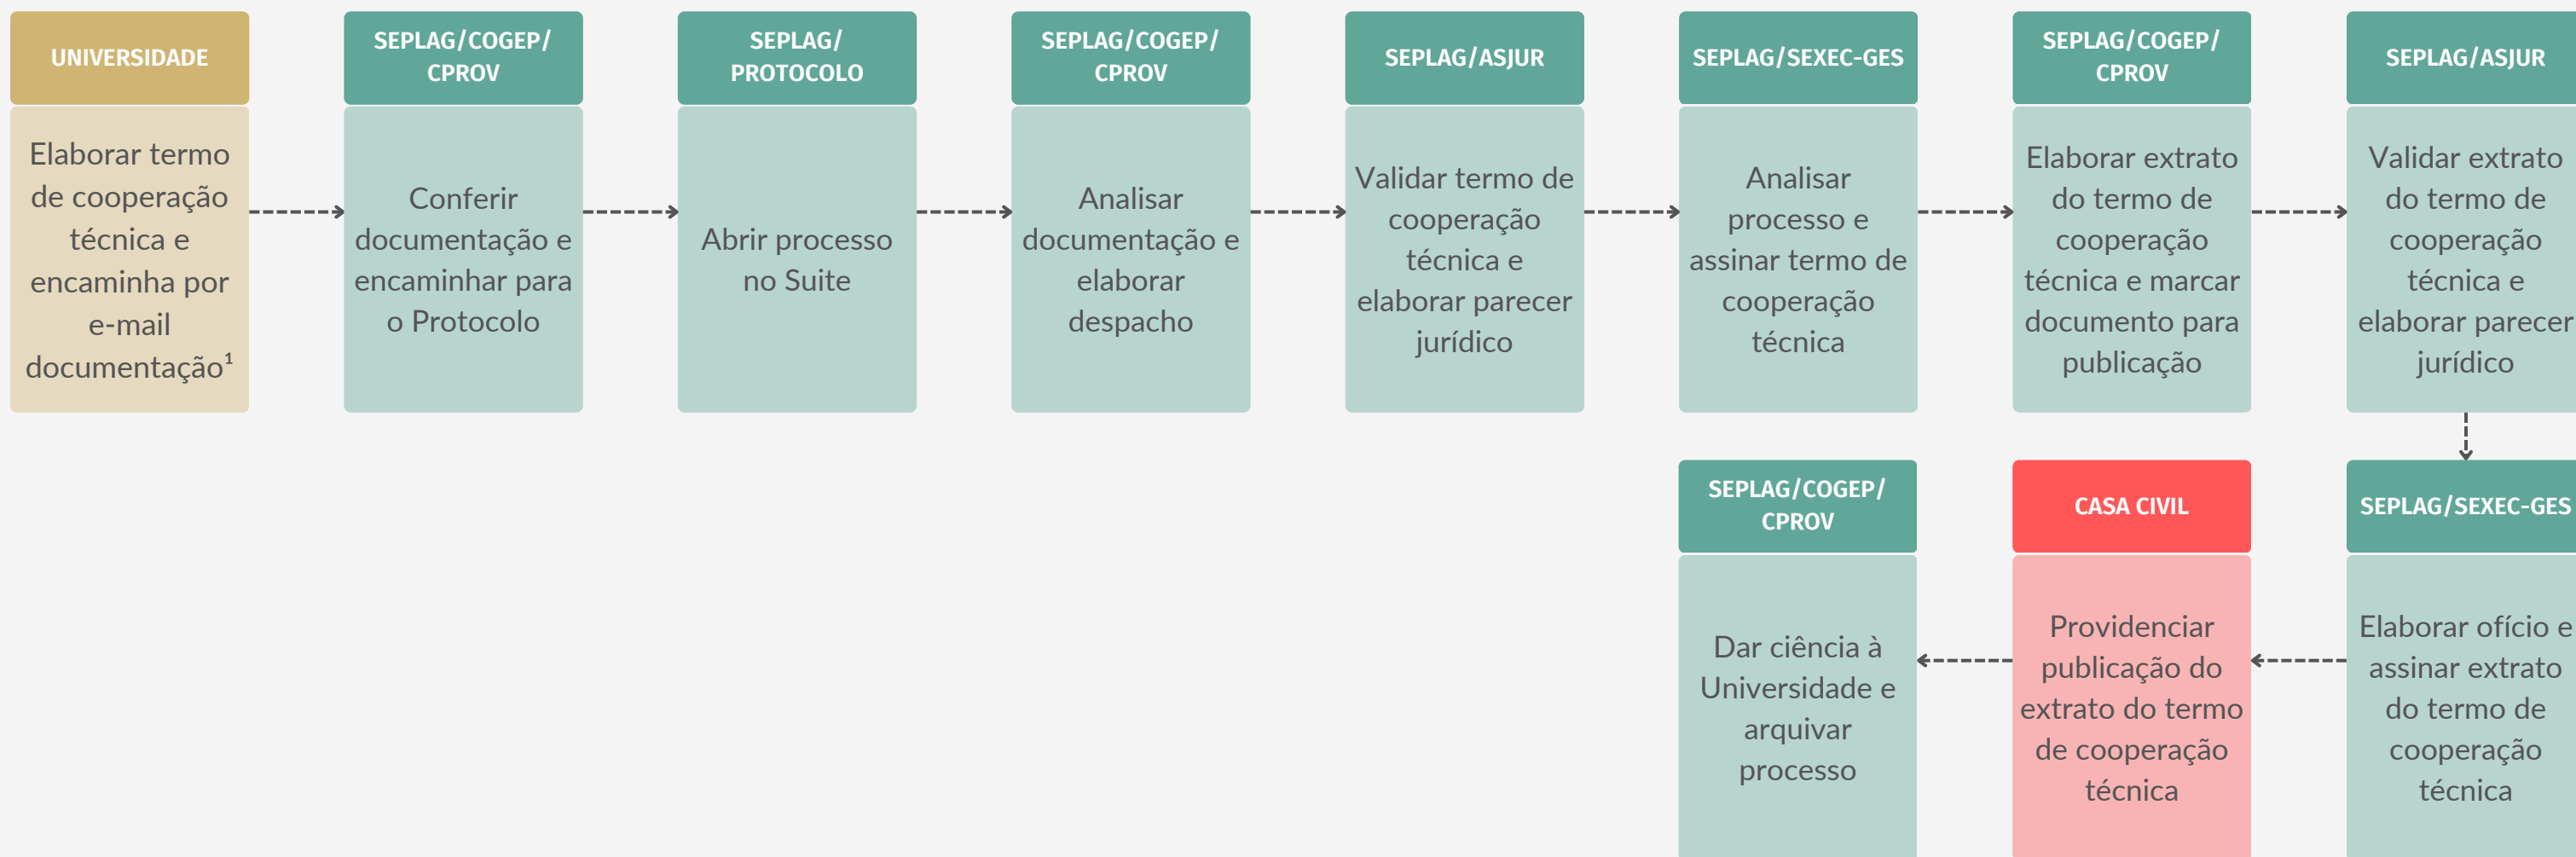 UNIVERSIDADE
Elaborar termo
de cooperação
técnica e
encaminha por
e-mail
documentação¹
SEPLAG/COGEP/
CPROV
Conferir
documentação e
encaminhar para
o Protocolo
SEPLAG/
PROTOCOLO
Abrir processo
no Suite
SEPLAG/COGEP/
CPROV
Analisar
documentação e
elaborar
despacho
SEPLAG/ASJUR
Validar termo de
cooperação
técnica e
elaborar parecer
jurídico
SEPLAG/SEXEC-GES
Analisar
processo e
assinar termo de
cooperação
técnica
SEPLAG/COGEP/
CPROV
Elaborar extrato
do termo de
cooperação
técnica e marcar
documento para
publicação
SEPLAG/ASJUR
Validar extrato
do termo de
cooperação
técnica e
elaborar parecer
jurídico
SEPLAG/SEXEC-GES
Elaborar ofício e
assinar extrato
do termo de
cooperação
técnica
CASA CIVIL
Providenciar
publicação do
extrato do termo
de cooperação
técnica
SEPLAG/COGEP/
CPROV
Dar ciência à
Universidade e
arquivar
processo